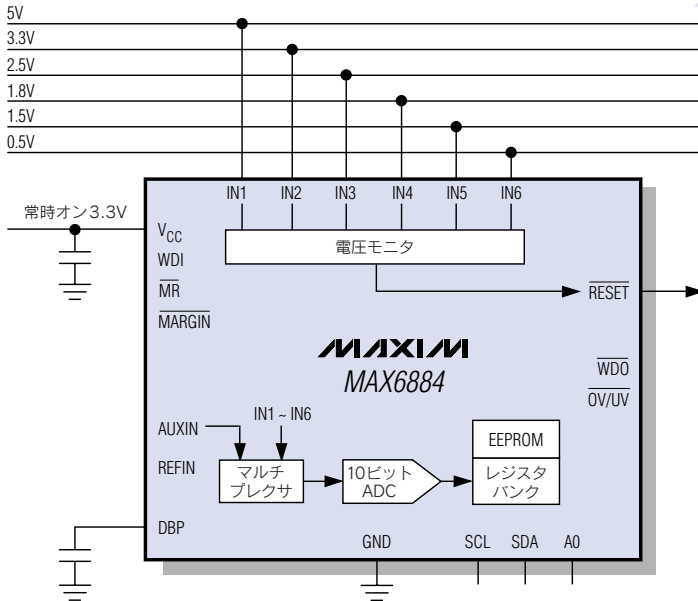 5V
3.3V
2.5V
1.8V
1.5V
0.5V
IN1 IN2 IN3 IN4 IN5 IN6
常時オン3.3V
VCC
電圧モニタ
WDI
MR
RESET
MARGIN
MAXIM
MAX6884
WDO
OV/UV
AUXIN
IN1 ~ IN6
EEPROM
REFIN
マルチ
プレクサ
10ビット
ADC
レジスタ
バンク
DBP
GND SCL SDA A0